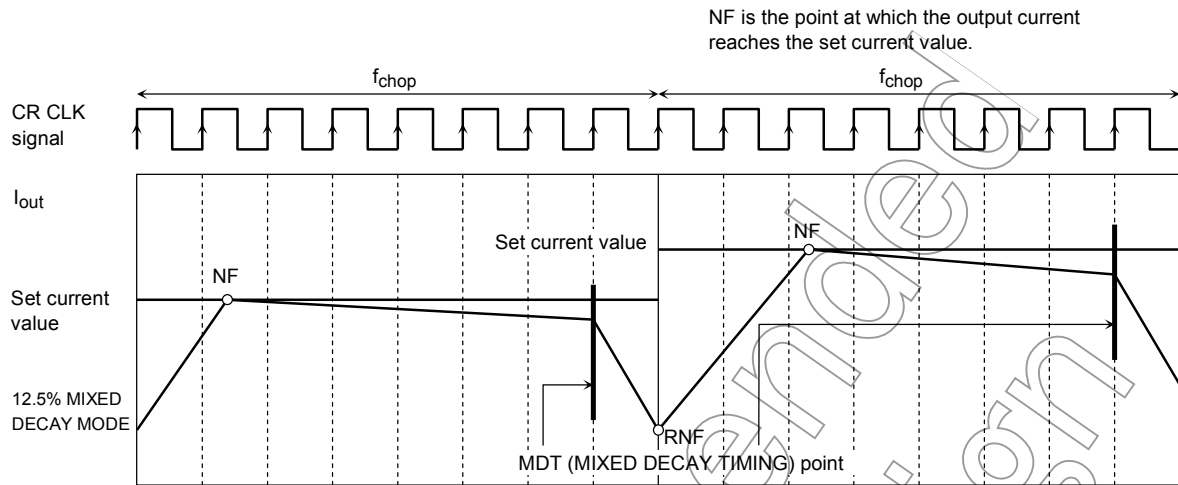 NF is the point at which the output current
reaches the set current value.
fchop
fchop
CR CLK
signal
Iout
Set current value
NF
NF
Set current
value
12.5% MIXED
DECAY MODE
RNF
MDT (MIXED DECAY TIMING) point